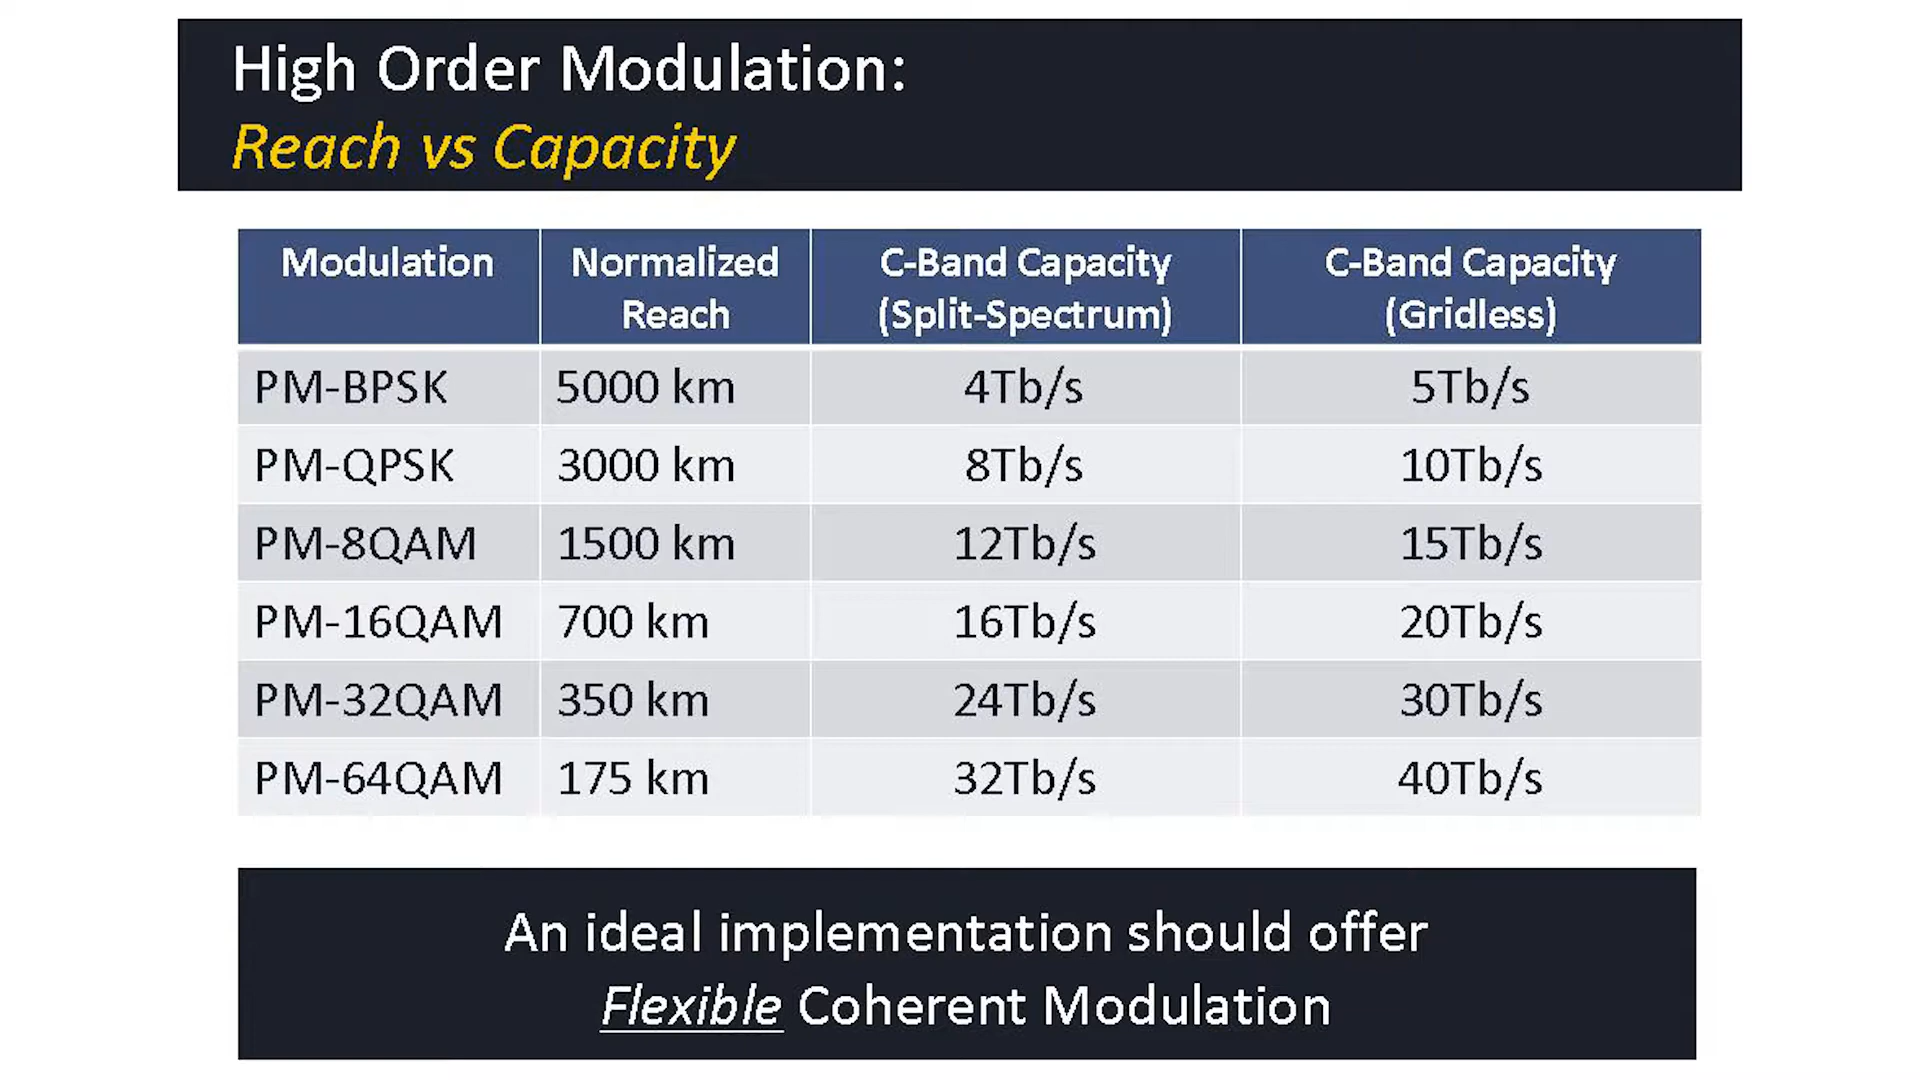 High Order Modulation:
Reach vs Capacity
Modulation Normalized Reach C-Band Capacity (Split-Spectrum) C-Band Capacity (Gridless)
PM-BPSK 5000 km 4Tb/s 5Tb/s
PM-QPSK 3000 km 8Tb/s 10Tb/s
PM-8QAM 1500 km 12Tb/s 15Tb/s
PM-16QAM 700 km 16Tb/s 20Tb/s
PM-32QAM 350 km 24Tb/s 30Tb/s
PM-64QAM 175 km 32Tb/s 40Tb/s
An ideal implementation should offer
Flexible Coherent Modulation